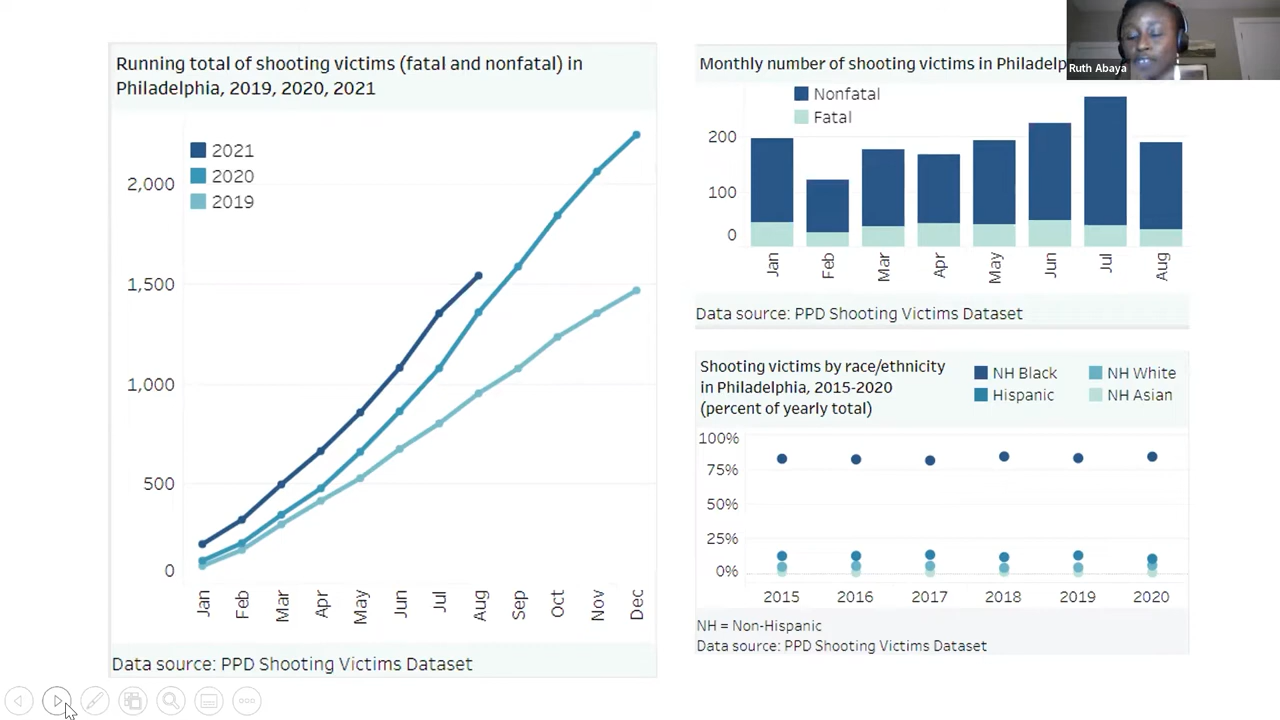 Running total of shooting victims (fatal and nonfatal) in
Philadelphia, 2019, 2020, 2021
2021
2020
2019
2,000
1,500
1,000
500
0
Jan Feb Mar Apr May Jun Jul Aug Sep Oct Nov Dec
Data source: PPD Shooting Victims Dataset
Monthly number of shooting victims in Philadelp
Ruth Abaya
Nonfatal
Fatal
200
100
0
Jan Feb Mar Apr May Jun Jul Aug
Data source: PPD Shooting Victims Dataset
Shooting victims by race/ethnicity
in Philadelphia, 2015-2020
(percent of yearly total)
NH Black NH White
Hispanic NH Asian
100%
75%
50%
25%
0%
2015 2016 2017 2018 2019 2020
NH = Non-Hispanic
Data source: PPD Shooting Victims Dataset